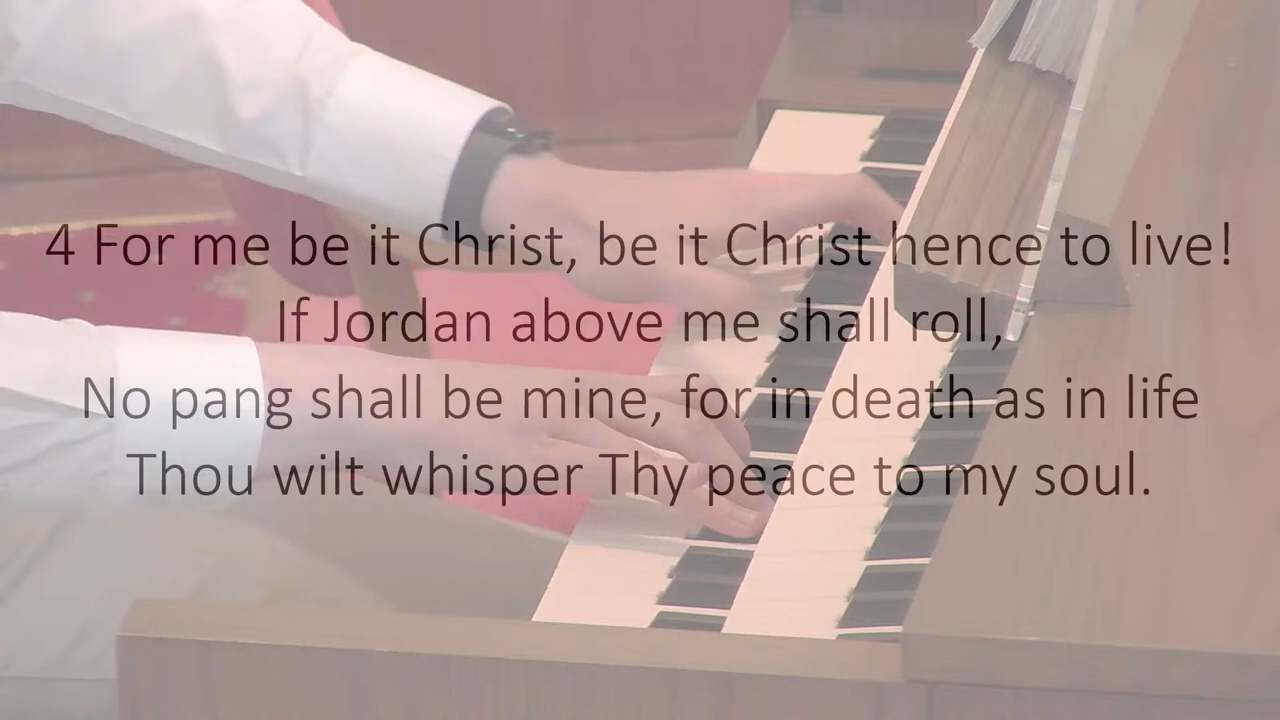 4 For me be it Christ, be it Christ hence to live!
If Jordan above me shall roll,
No pang shall be mine, for in death as in life
Thou wilt whisper Thy peace to my soul.